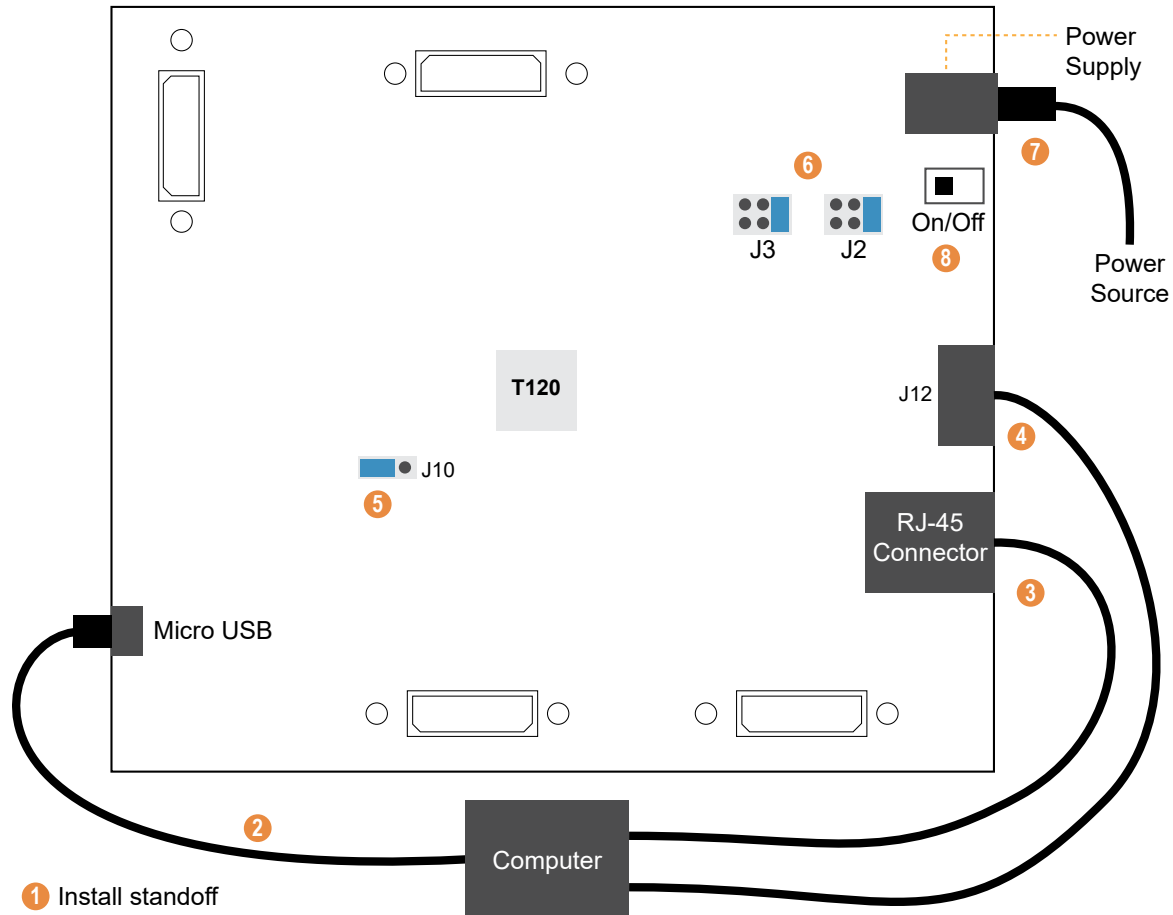 Power
Supply
7
6
On/Off
J3
J2
8
Power
Source
T120
J12
4
J10
5
RJ-45
Connector
3
Micro USB
2
Computer
1 Install standoff